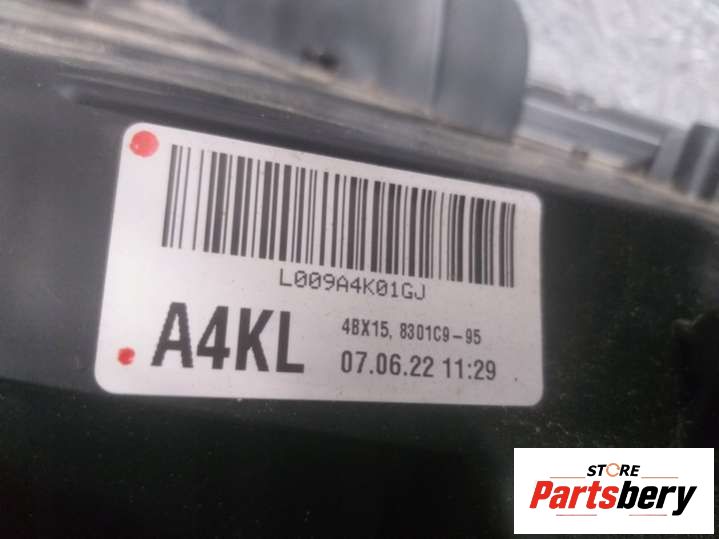 L009A4K01GJ
A4KL
4BX15, 8301C9-95
07.06.22 11:29
STORE
Partsbery